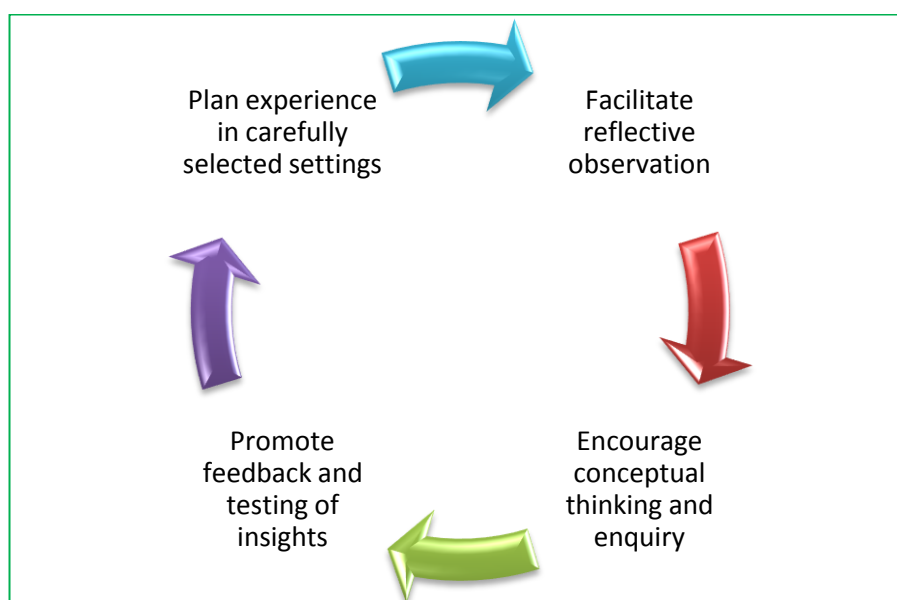 Plan experience
in carefully
selected settings
Facilitate
reflective
observation
Encourage
conceptual
thinking and
enquiry
Promote
feedback and
testing of
insights